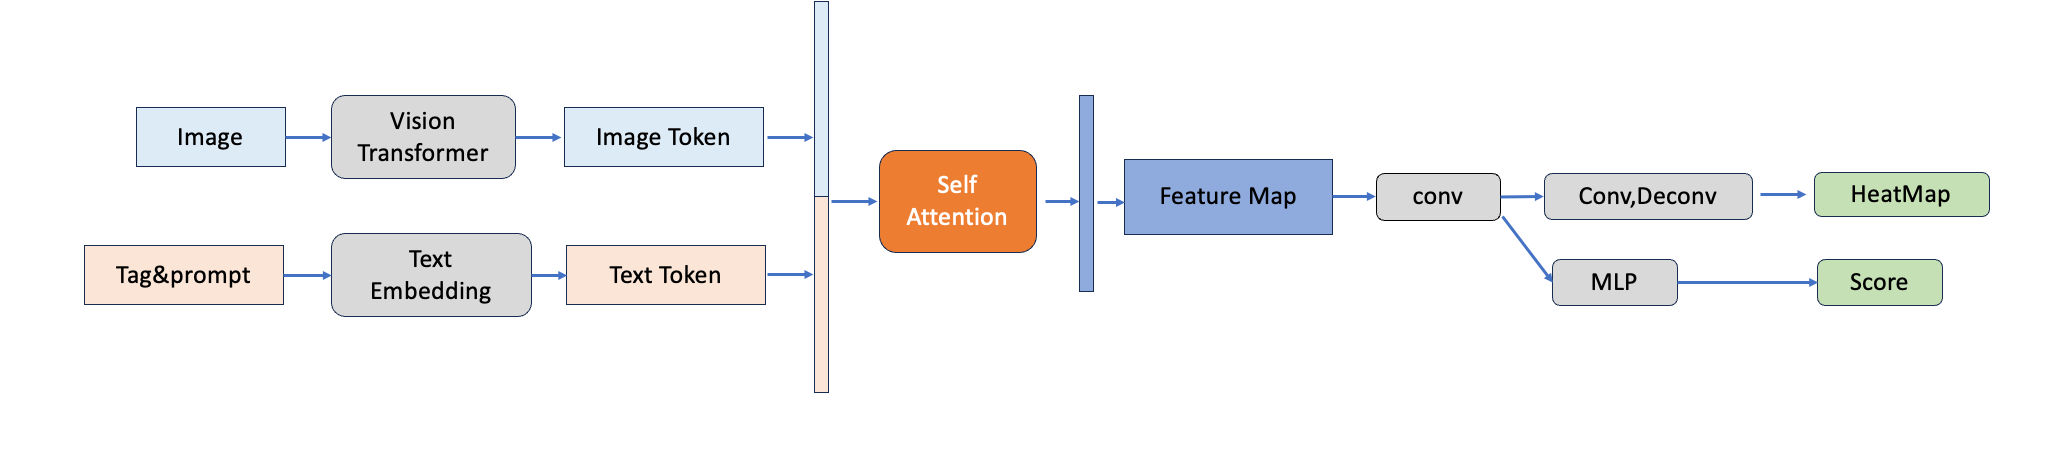 Image
Vision
Transformer
Image Token
Tag&prompt
Text
Embedding
Text Token
Self
Attention
Feature Map
conv
Conv,Deconv
HeatMap
MLP
Score